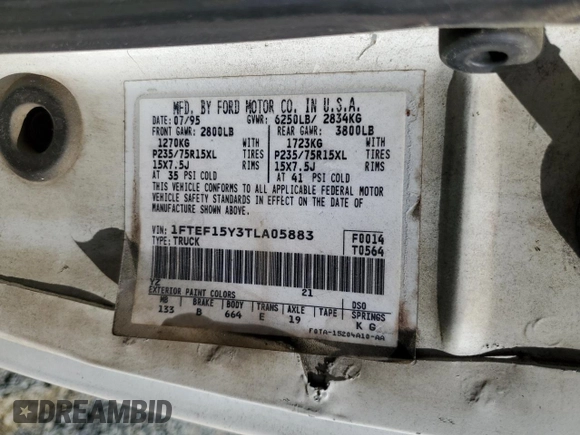 MFD. BY FORD MOTOR CO. IN U.S.A.
DATE: 07/95 GVWR: 6250LB/ 2834KG
FRONT GAWR: 2800LB REAR GAWR: 3800LB
1270KG WITH 1723KG WITH
P235/75R15XL TIRES P235/75R15XL TIRES
15X7.5J RIMS 15X7.5J RIMS
AT 35 PSI COLD AT 41 PSI COLD
THIS VEHICLE CONFORMS TO ALL APPLICABLE FEDERAL MOTOR
VEHICLE SAFETY STANDARDS IN EFFECT ON THE DATE OF
MANUFACTURE SHOWN ABOVE.
VIN: 1FTEF15Y3TLA05883 F0014
TYPE: TRUCK T0564
YZ 21
EXTERIOR PAINT COLORS DSO
WB BRAKE BODY TRANS AXLE TAPE SPRINGS
133 B 664 E 19 K G
F0TA-15204A10-AA
DREAMBID